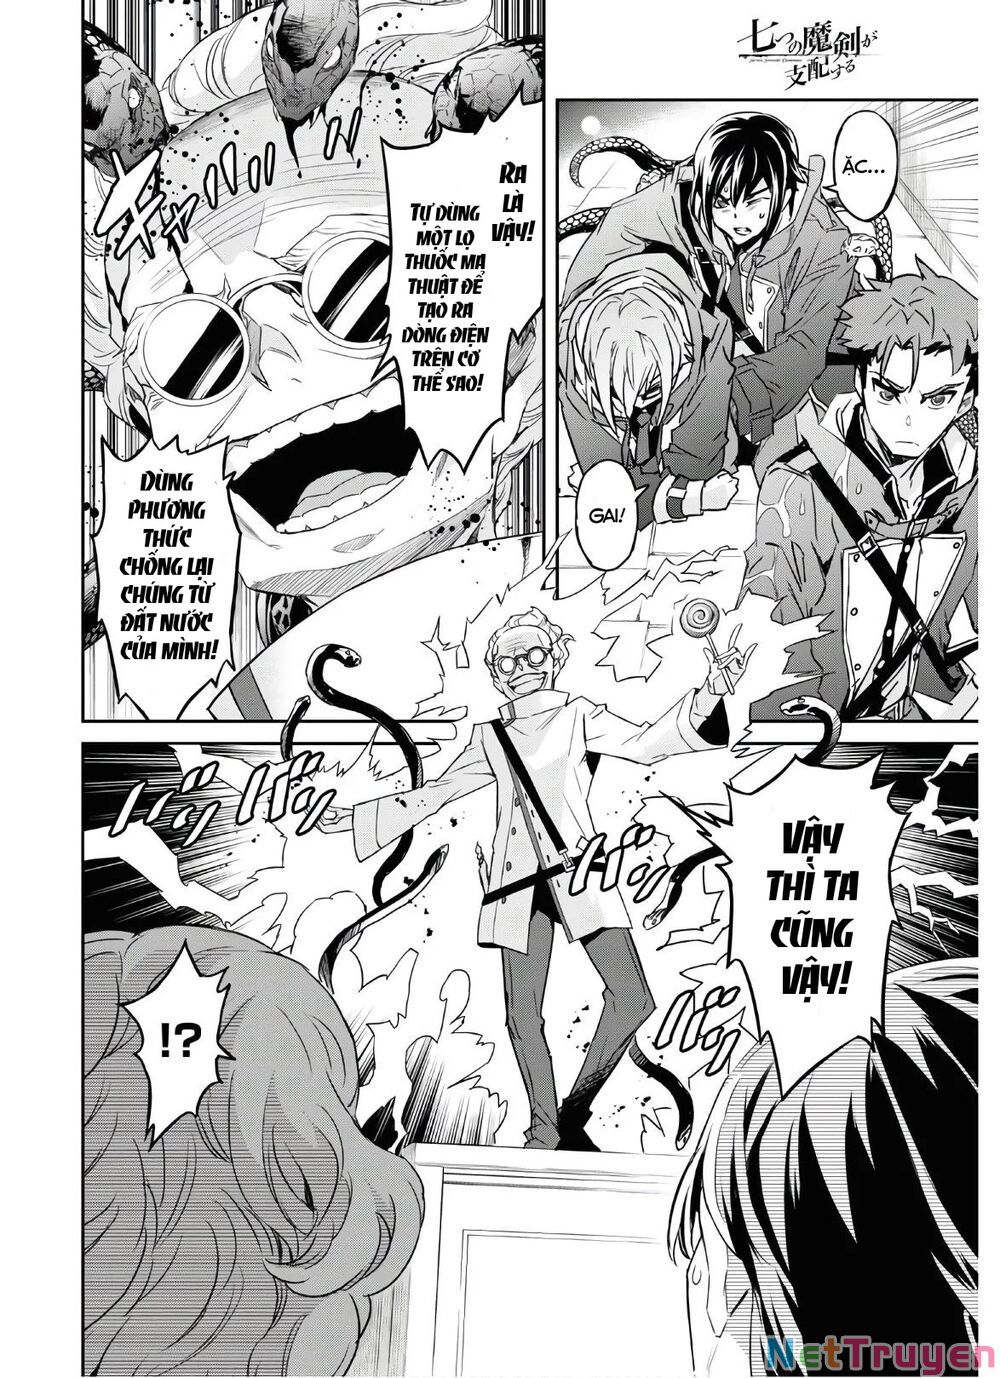 七つの魔剣が
支配する
ẶC...
GAI!
RA
LÀ
VẬY!
TỰ DÙNG
MỘT LỌ
THUỐC MA
THUẬT ĐỂ
TẠO RA
DÒNG ĐIỆN
TRÊN CƠ
THỂ SAO!
DÙNG
PHƯƠNG
THỨC
CHỐNG LẠI
CHÚNG TỪ
ĐẤT NƯỚC
CỦA MÌNH!
VẬY
THÌ TA
CŨNG
VẬY!
!?
NetTruyen